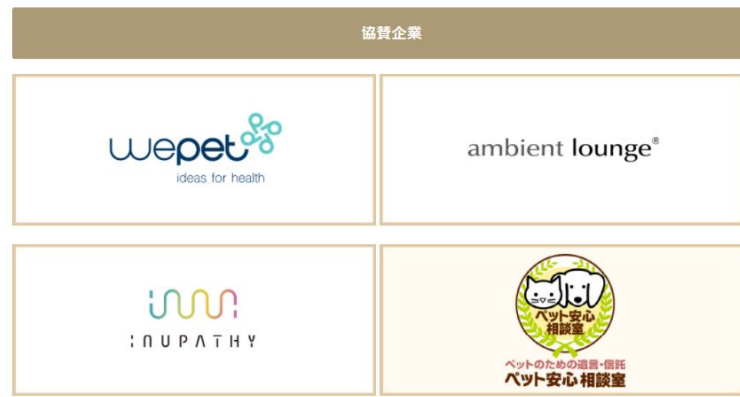 協賛企業
wepet
ideas for health
ambient lounge®
INUPATHY
ペット安心
相談室
ペットのための遺言・信託
ペット安心 相談室